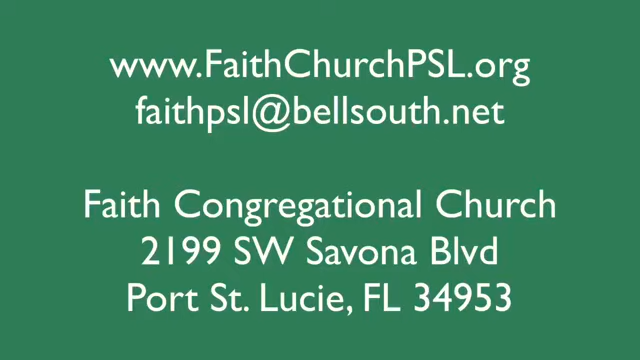 www.FaithChurchPSL.org
faithpsl@bellsouth.net
Faith Congregational Church
2199 SW Savona Blvd
Port St. Lucie, FL 34953